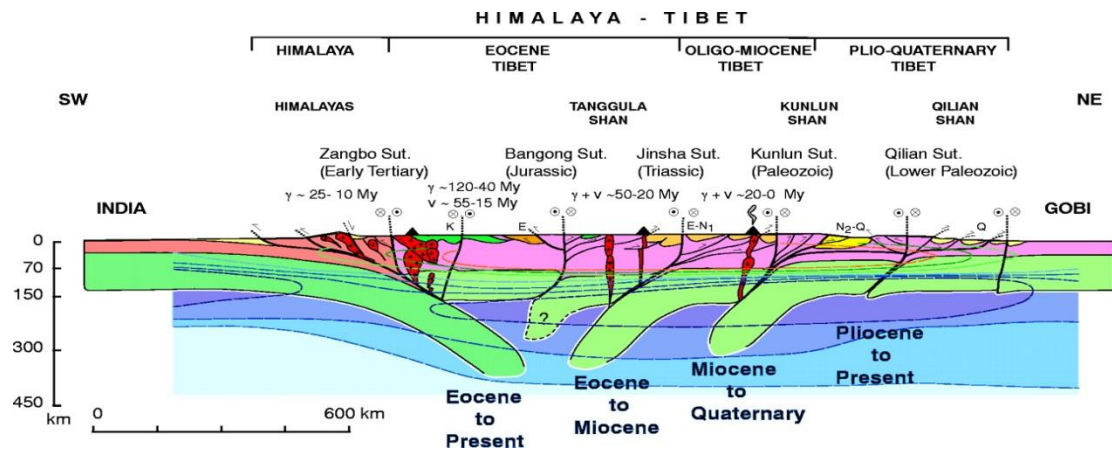 HIMALAYA - TIBET
HIMALAYA EOCENE TIBET OLIGO-MIOCENE TIBET PLIO-QUATERNARY TIBET
SW NE
HIMALAYAS TANGGULA SHAN KUNLUN SHAN QILIAN SHAN
Zangbo Sut. Bangong Sut. Jinsha Sut. Kunlun Sut. Qilian Sut.
(Early Tertiary) (Jurassic) (Triassic) (Paleozoic) (Lower Paleozoic)
γ ~ 25- 10 My γ ~120-40 My γ + v ~50-20 My γ + v ~20-0 My
v ~ 55-15 My
INDIA GOBI
K E E-N1 N2-Q Q
0
70
150
?
300
450
km
0 600 km
Eocene to Present
Eocene to Miocene
Miocene to Quaternary
Pliocene to Present